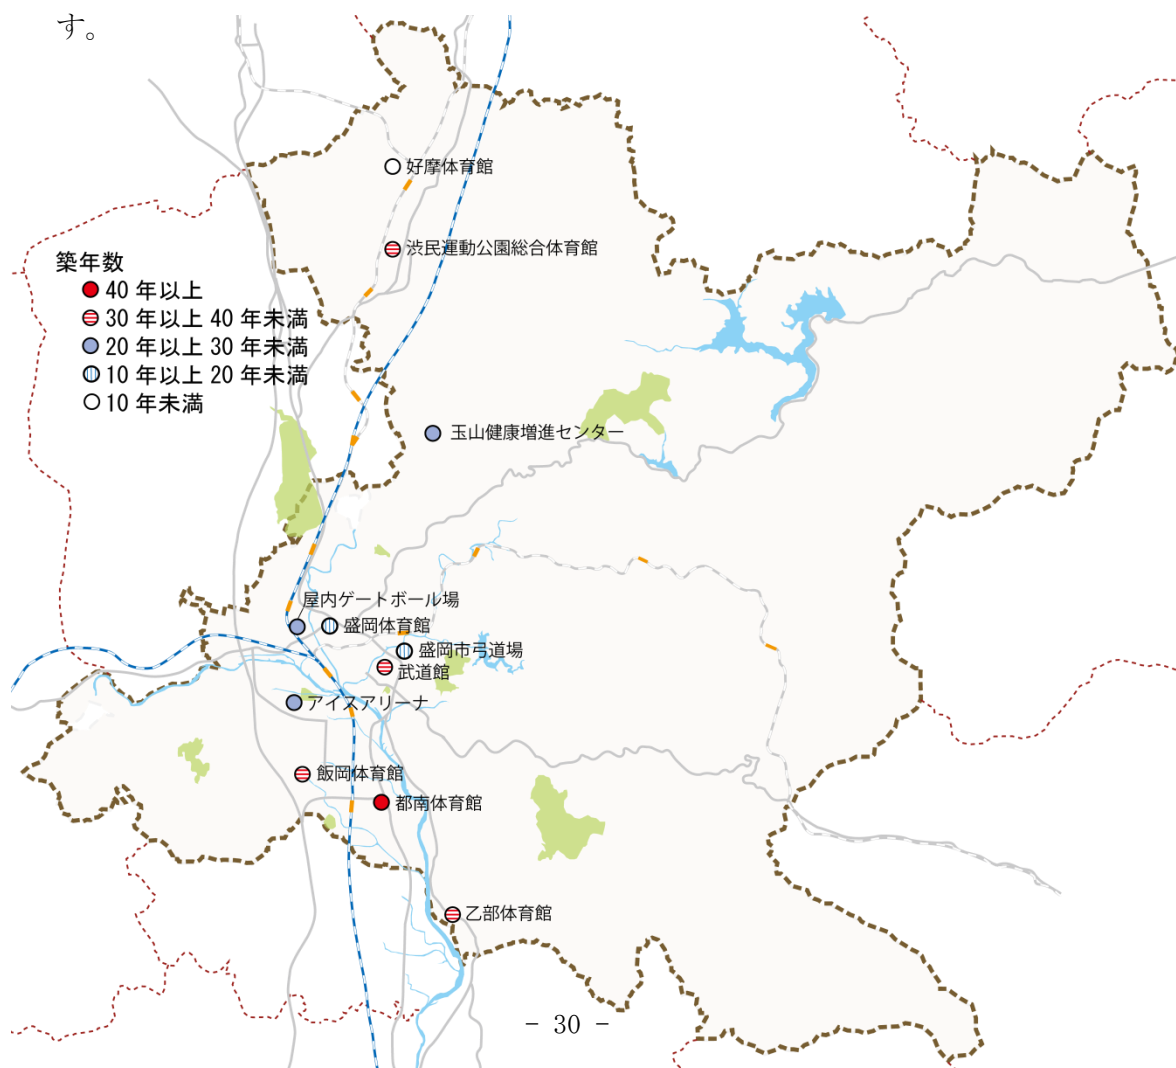 す。
好摩体育館
渋民運動公園総合体育館
築年数
40 年以上
30 年以上 40 年未満
20 年以上 30 年未満
10 年以上 20 年未満
10 年未満
玉山健康増進センター
屋内ゲートボール場
盛岡体育館
盛岡市弓道場
武道館
アイスアリーナ
飯岡体育館
都南体育館
乙部体育館
- 30 -